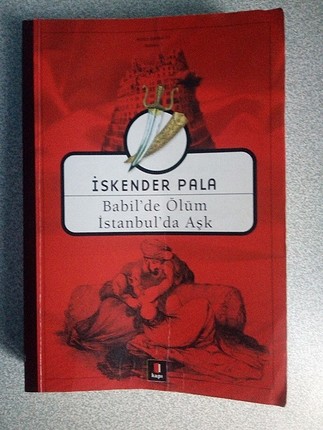 İSKENDER PALA
Babil'de Ölüm
İstanbul'da Aşk
kapı